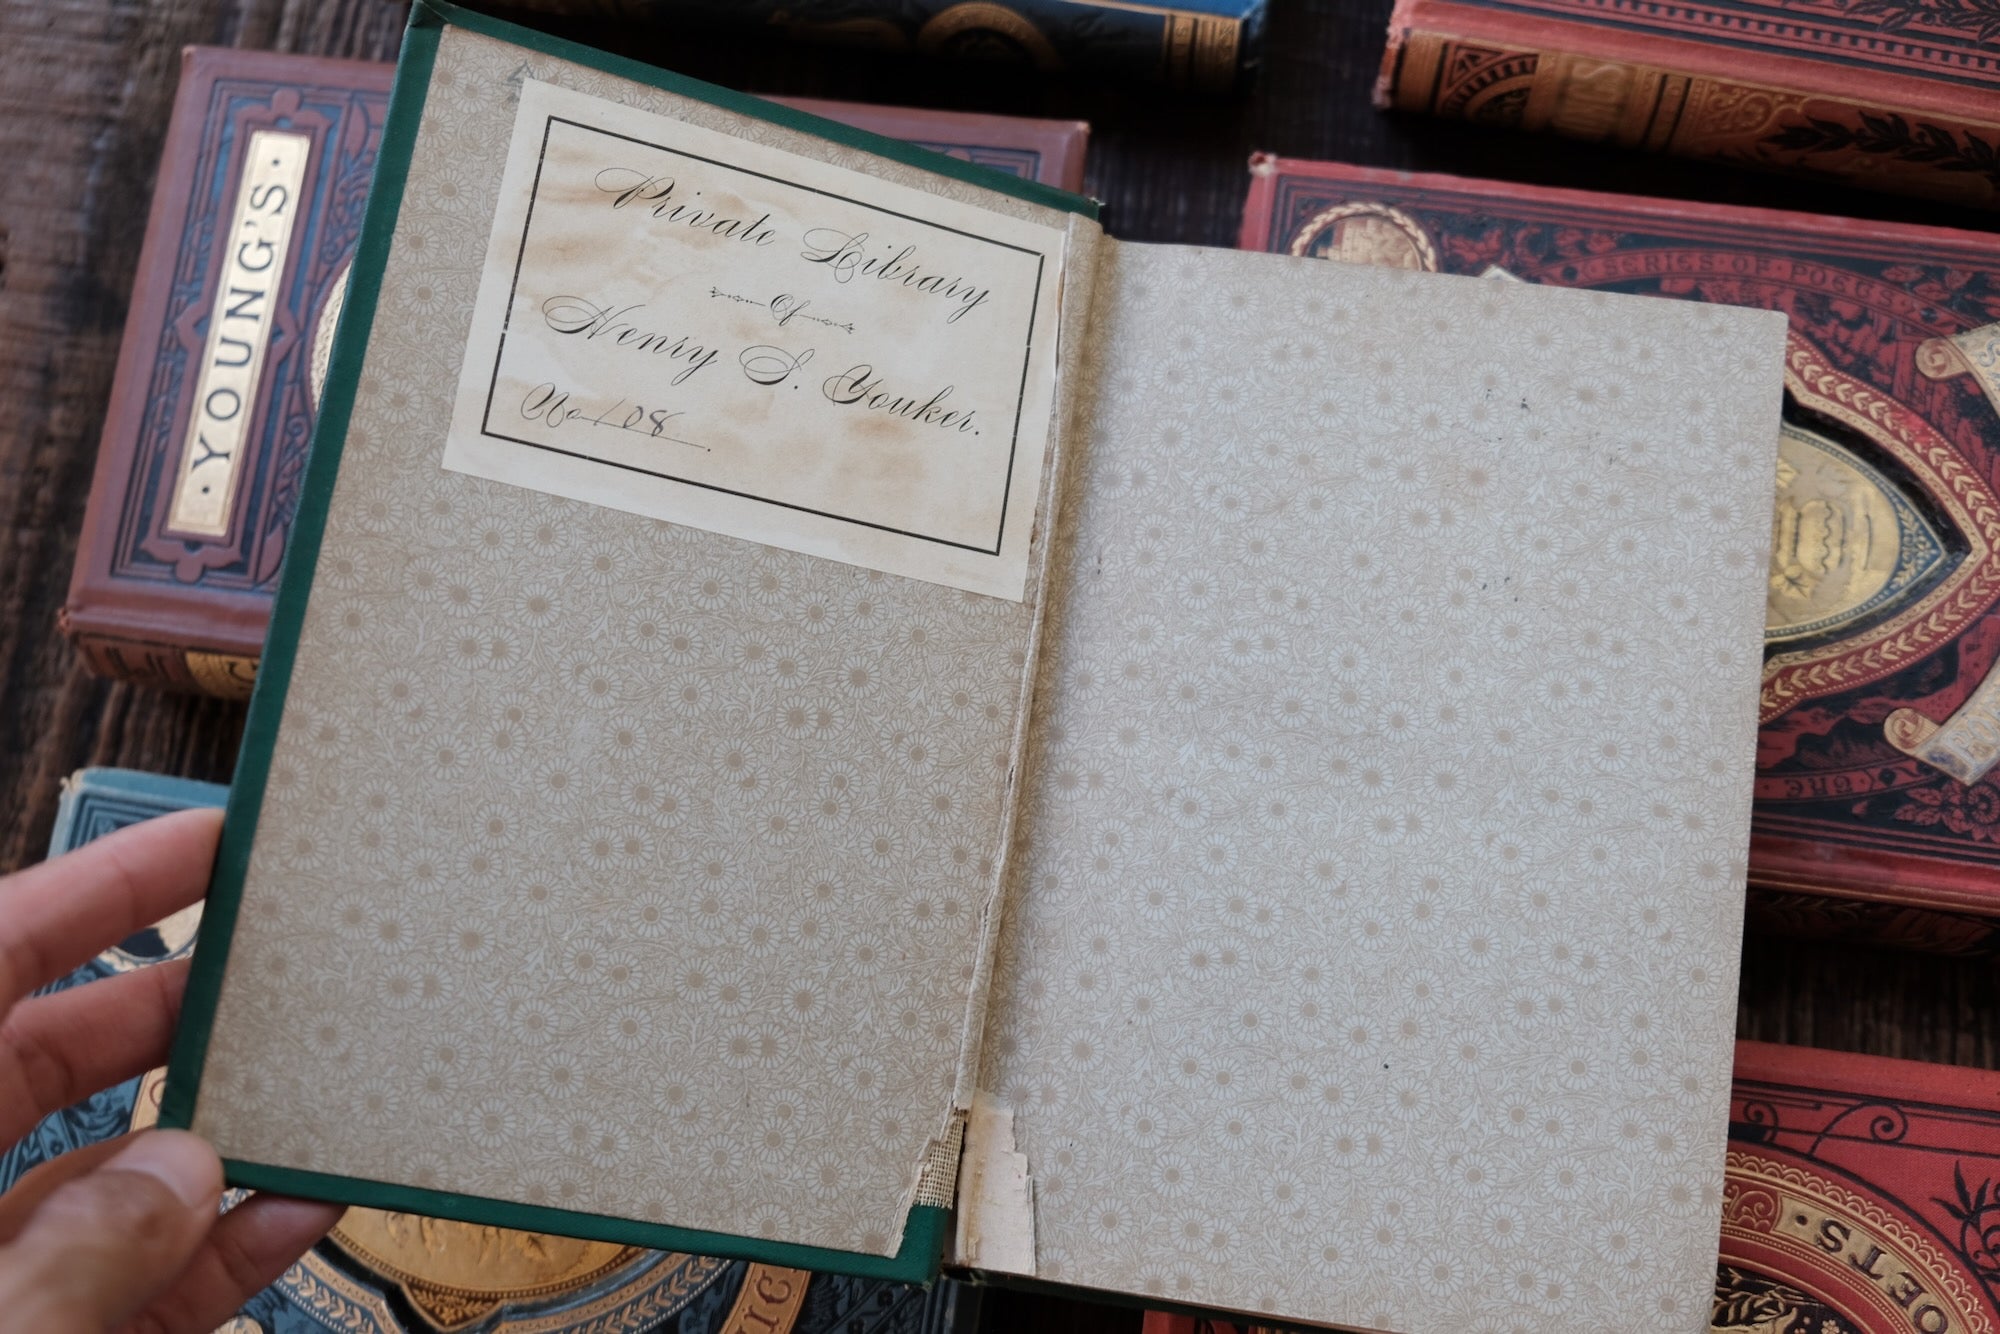 Private Library
Of
Henry S. Youker.
No 108.
· YOUNG'S ·
SERIES OF POETS
· POETS